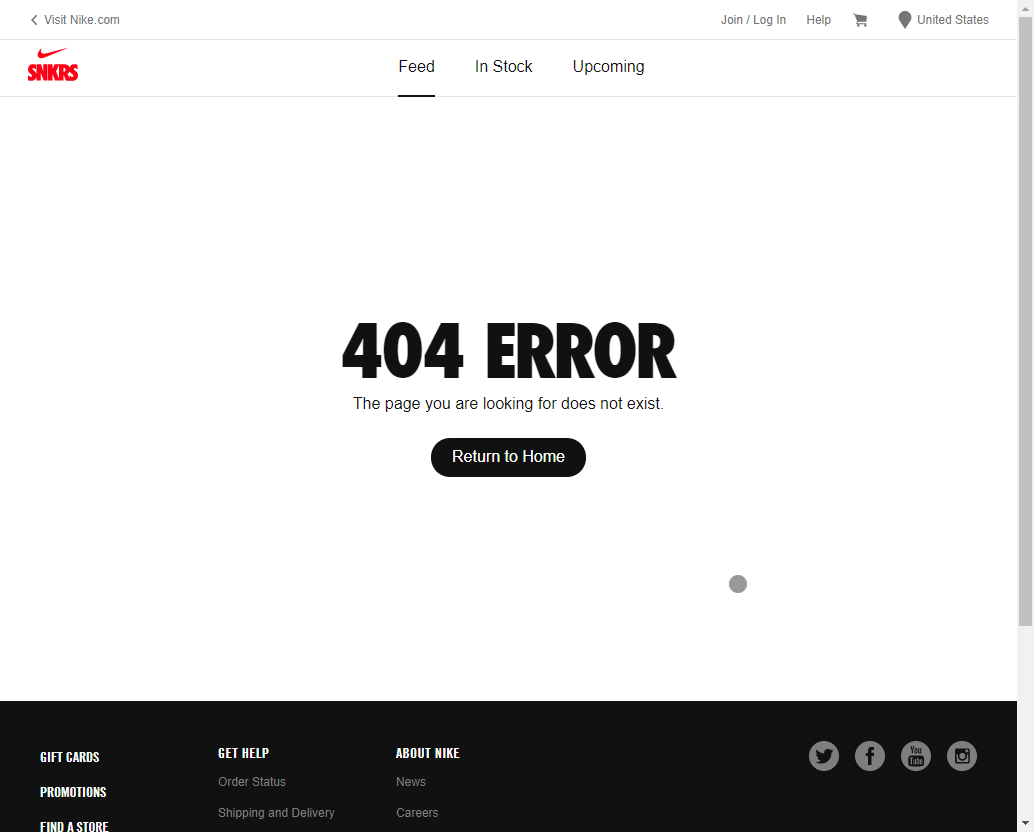 Visit Nike.com
Join / Log In Help United States
SNKRS
Feed In Stock Upcoming
404 ERROR
The page you are looking for does not exist.
Return to Home
GIFT CARDS
PROMOTIONS
FIND A STORE
GET HELP
Order Status
Shipping and Delivery
ABOUT NIKE
News
Careers
You
Tube